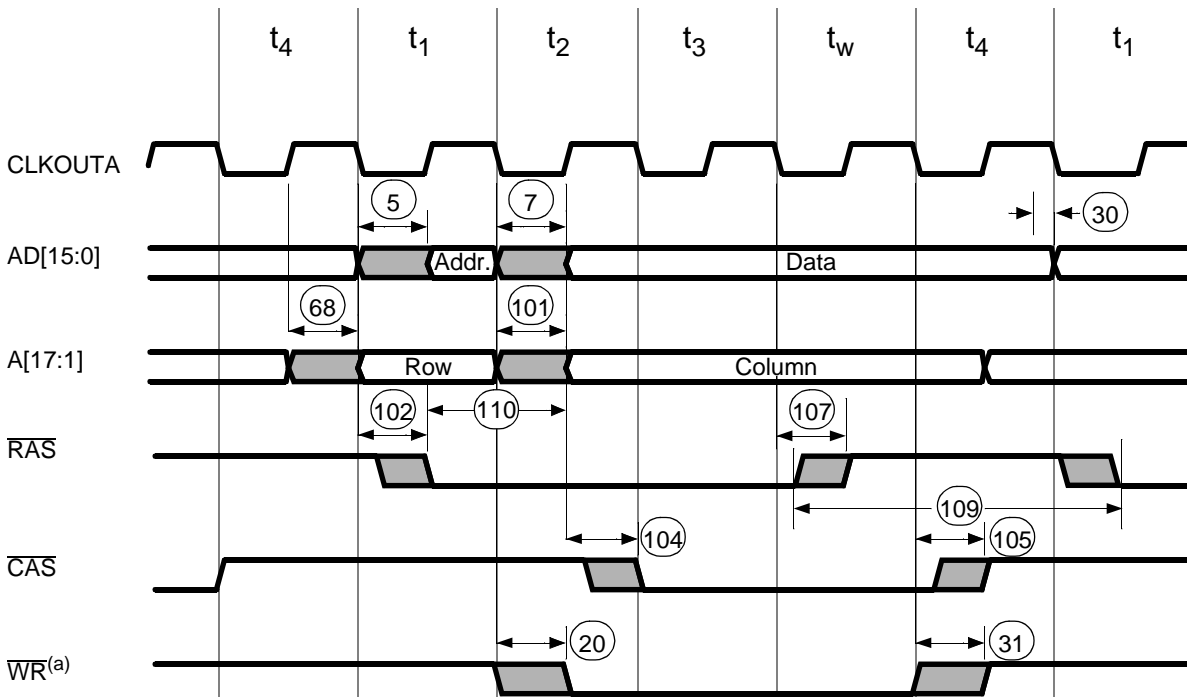 t4 t1 t2 t3 tw t4 t1
CLKOUTA
5 7 30
AD[15:0] Addr. Data
68 101
A[17:1] Row Column
102 110 107
RAS
109
104 105
CAS
20 31
WR(a)